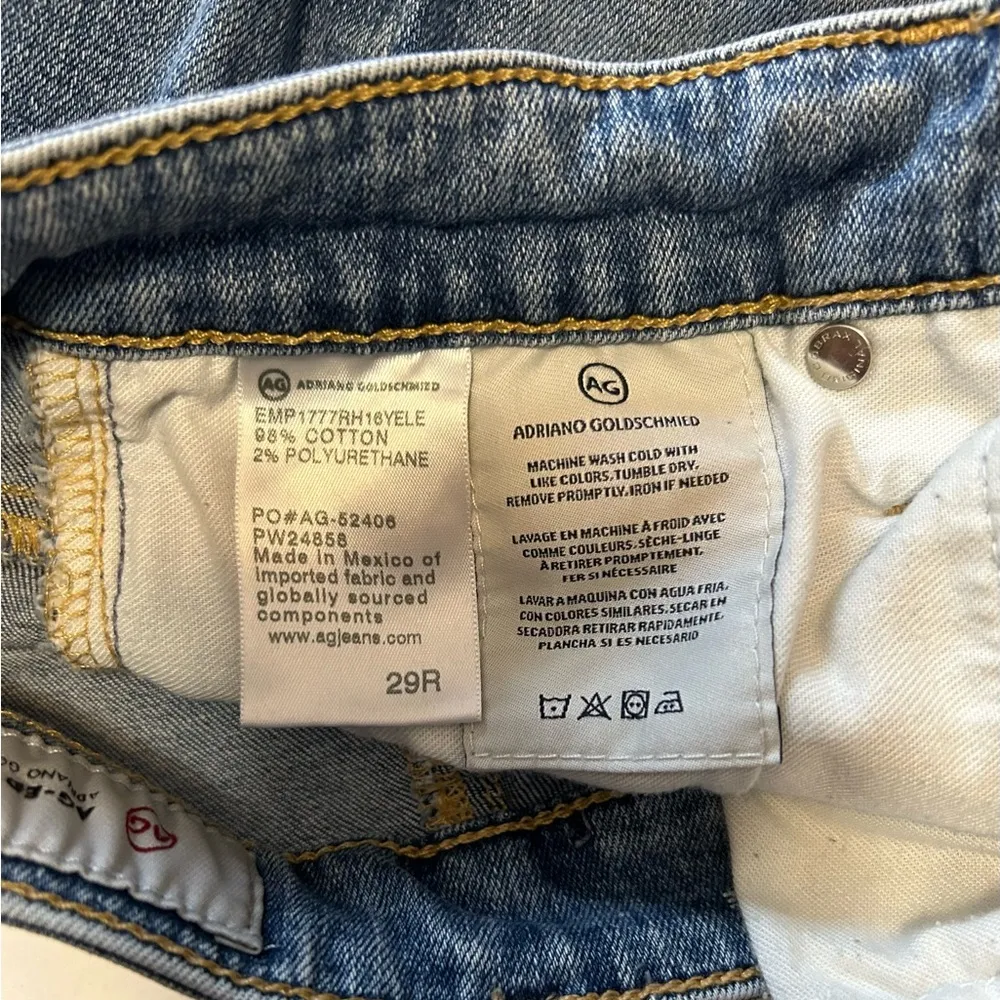 AG ADRIANO GOLDSCHMIED
EMP1777RH16YELE
98% COTTON
2% POLYURETHANE
PO#AG-52406
PW24858
Made in Mexico of
imported fabric and
globally sourced
components
www.agjeans.com
29R
AG
ADRIANO GOLDSCHMIED
MACHINE WASH COLD WITH
LIKE COLORS. TUMBLE DRY.
REMOVE PROMPTLY. IRON IF NEEDED
LAVAGE EN MACHINE À FROID AVEC
COMME COULEURS. SÈCHE-LINGE
À RETIRER PROMPTEMENT.
FER SI NÉCESSAIRE
LAVAR A MAQUINA CON AGUA FRIA,
CON COLORES SIMILARES. SECAR EN
SECADORA RETIRAR RAPIDAMENTE.
PLANCHA SI ES NECESARIO